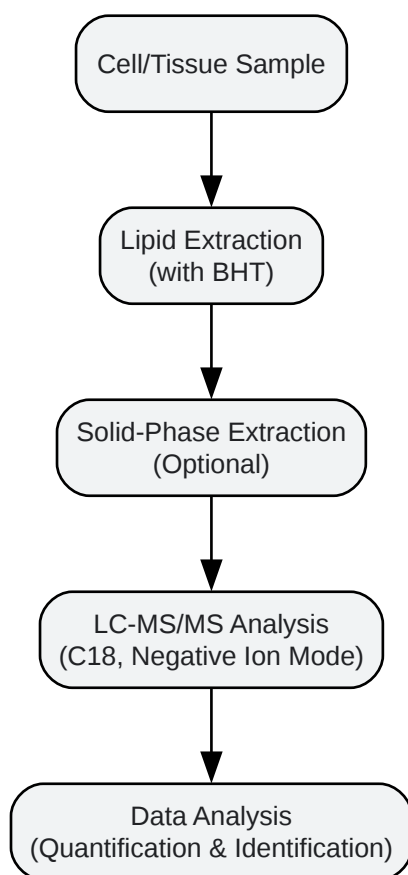 Cell/Tissue Sample
Lipid Extraction
(with BHT)
Solid-Phase Extraction
(Optional)
LC-MS/MS Analysis
(C18, Negative Ion Mode)
Data Analysis
(Quantification & Identification)